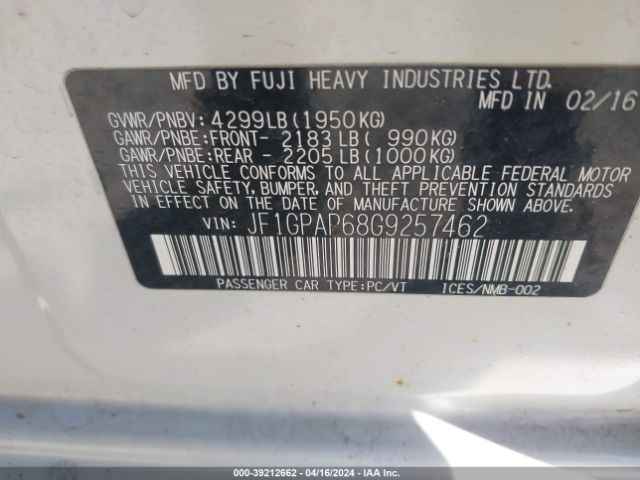 MFD BY FUJI HEAVY INDUSTRIES LTD.
MFD IN 02/16
GVWR/PNBV: 4299LB(1950KG)
GAWR/PNBE: FRONT- 2183 LB( 990KG)
GAWR/PNBE: REAR - 2205 LB(1000KG)
THIS VEHICLE CONFORMS TO ALL APPLICABLE FEDERAL MOTOR
VEHICLE SAFETY, BUMPER, AND THEFT PREVENTION STANDARDS
IN EFFECT ON THE DATE OF MANUFACTURE SHOWN ABOVE.
VIN: JF1GPAP68G9257462
PASSENGER CAR TYPE:PC/VT ICES/NMB-002
000-39212662 - 04/16/2024 - IAA Inc.